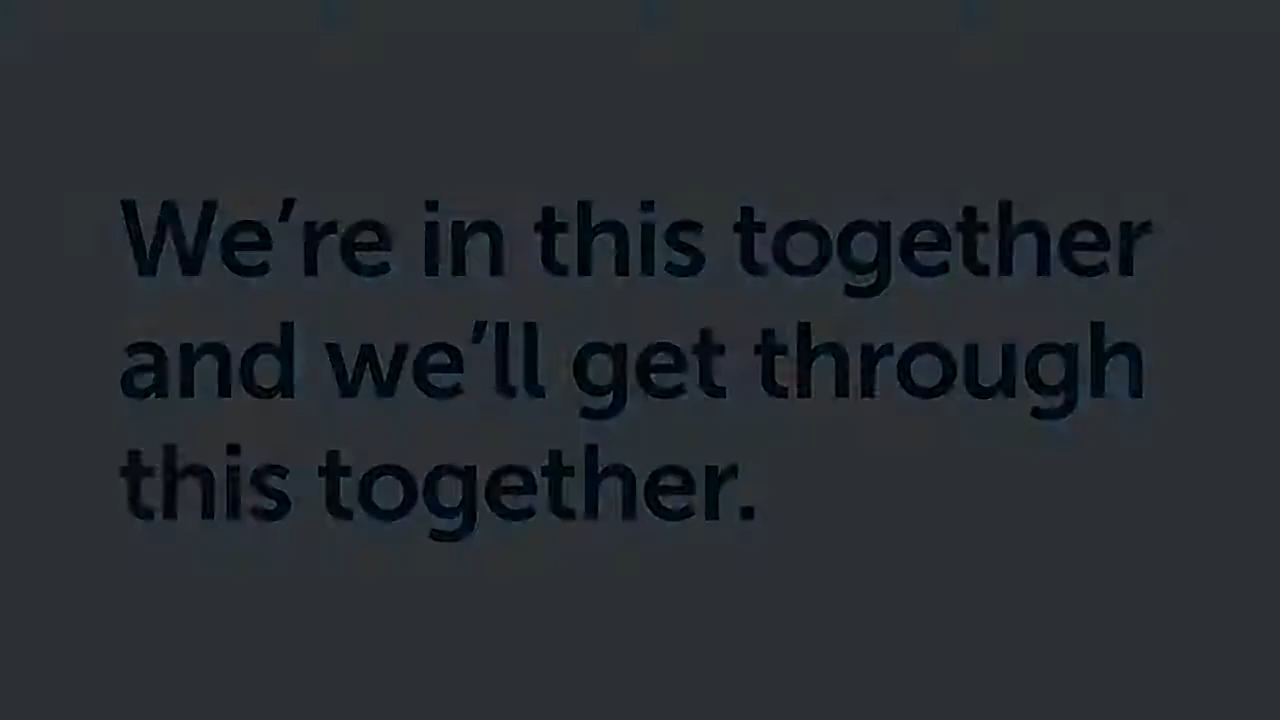 We’re in this together
and we’ll get through
this together.